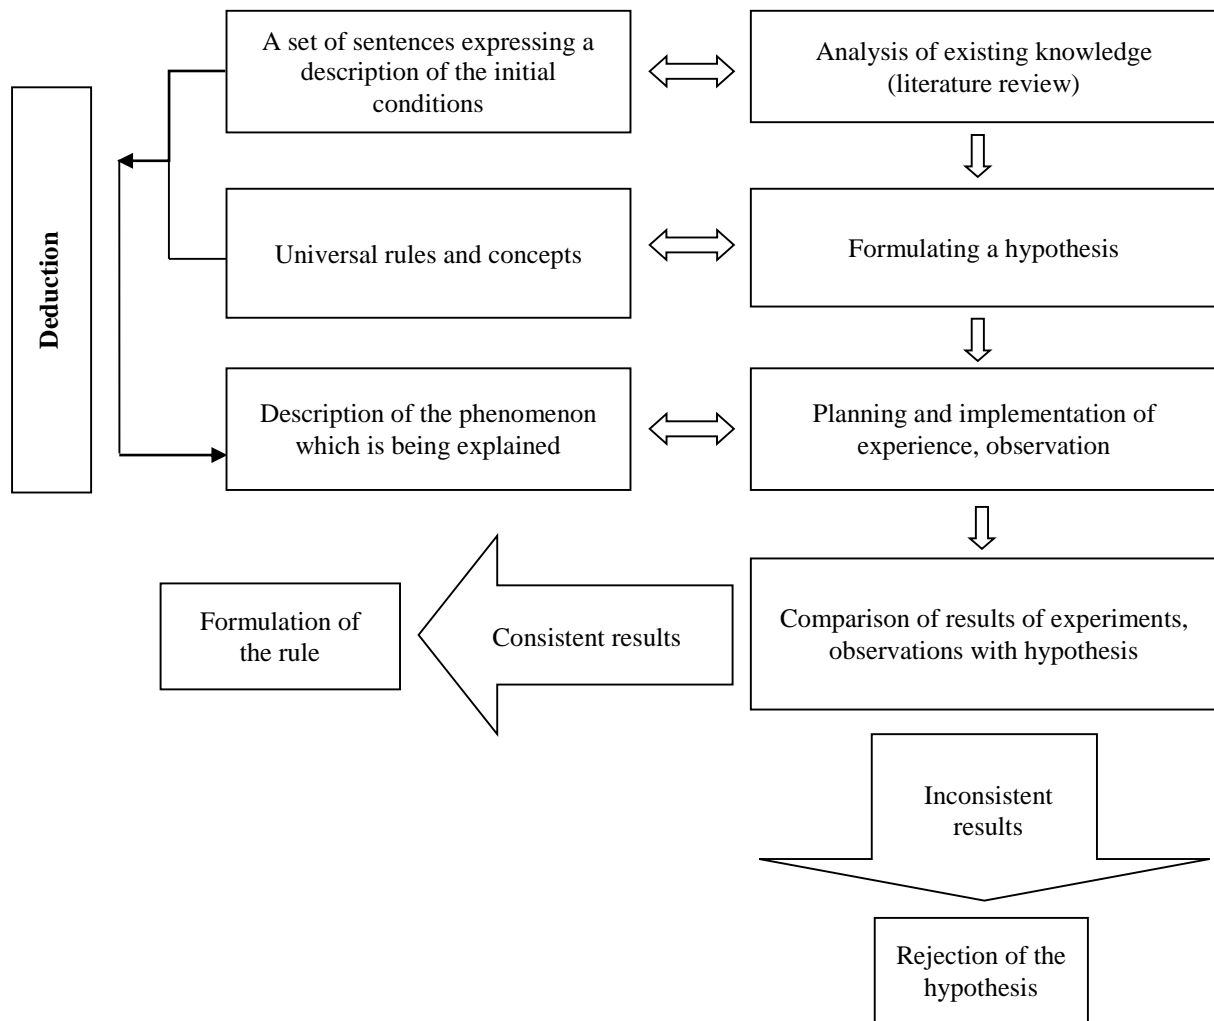 A set of sentences expressing a
description of the initial
conditions
Analysis of existing knowledge
(literature review)
Deduction
Universal rules and concepts
Formulating a hypothesis
Description of the phenomenon
which is being explained
Planning and implementation of
experience, observation
Formulation of
the rule
Consistent results
Comparison of results of experiments,
observations with hypothesis
Inconsistent
results
Rejection of the
hypothesis